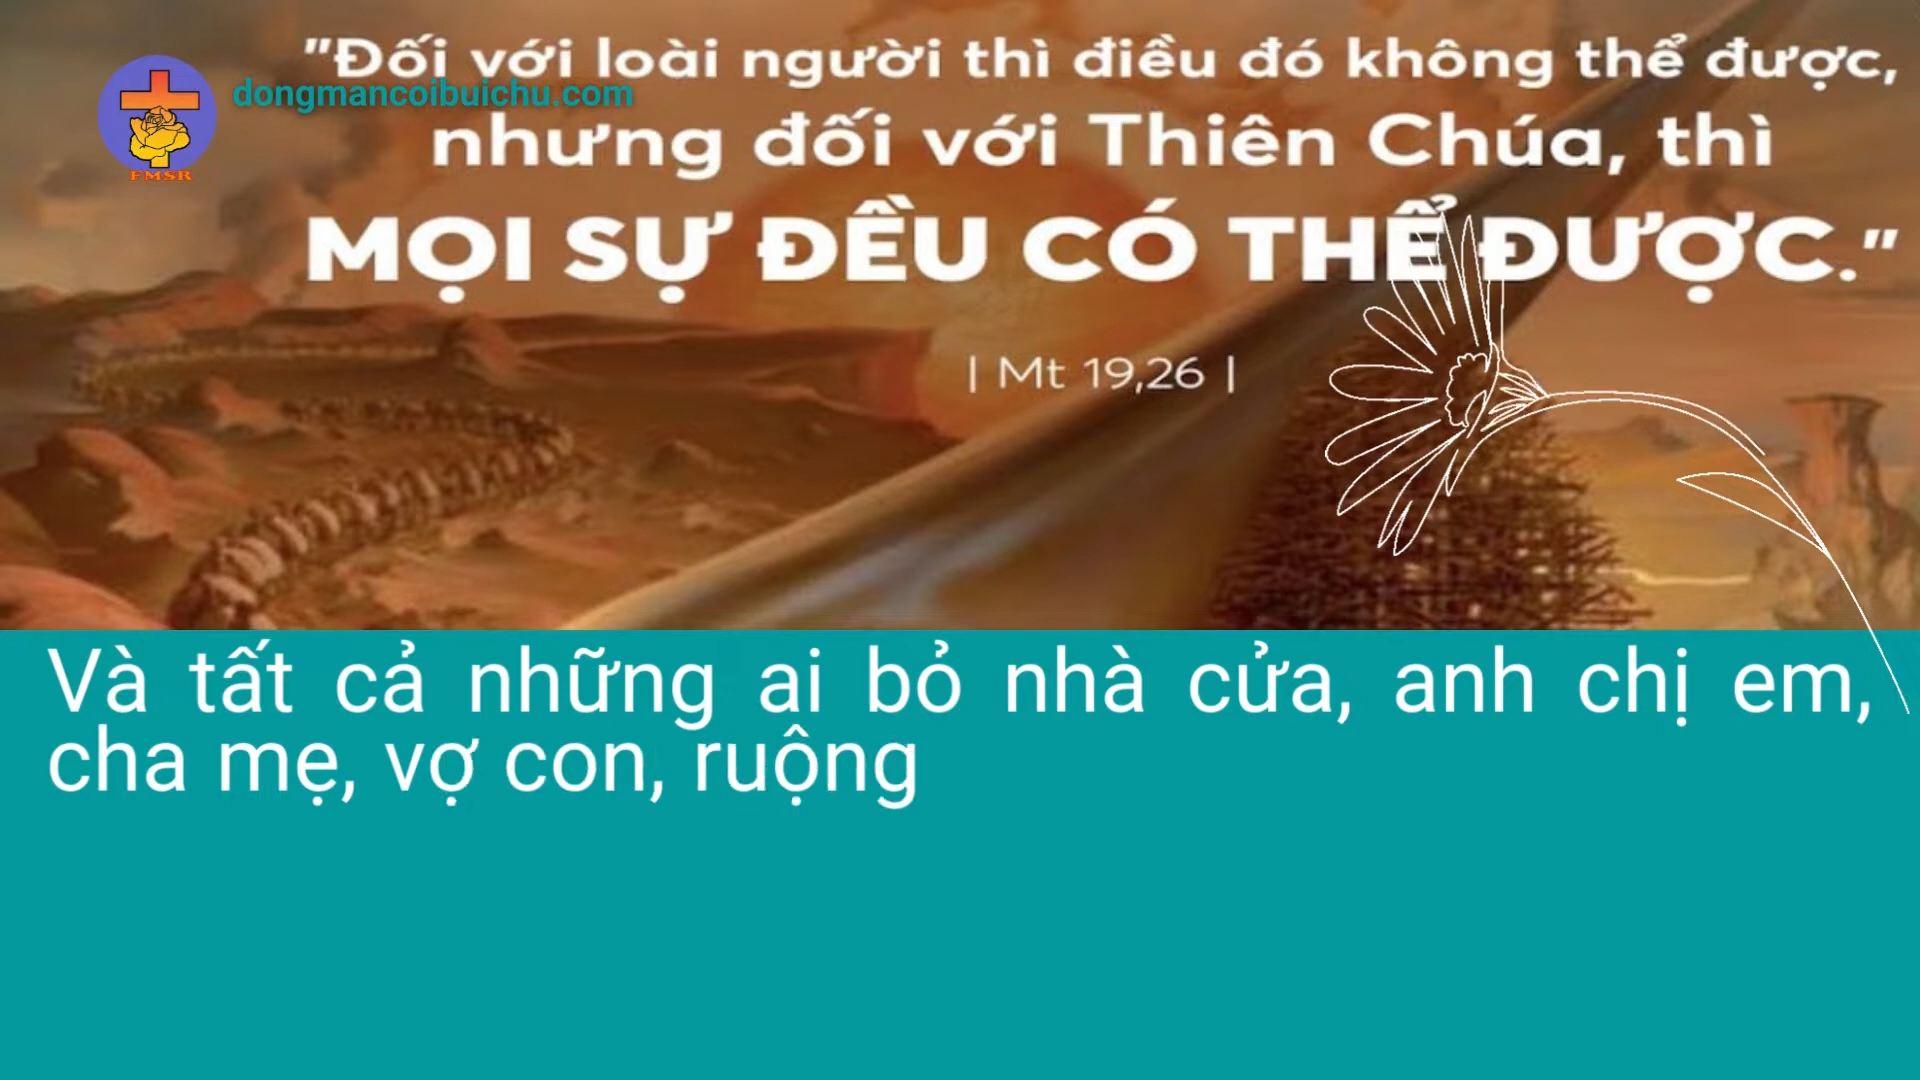 "Đối với loài người thì điều đó không thể được,
dongmancoibuichu.com
nhưng đối với Thiên Chúa, thì
FMSR
MỌI SỰ ĐỀU CÓ THỂ ĐƯỢC."
| Mt 19,26 |
Và tất cả những ai bỏ nhà cửa, anh chị em,
cha mẹ, vợ con, ruộng